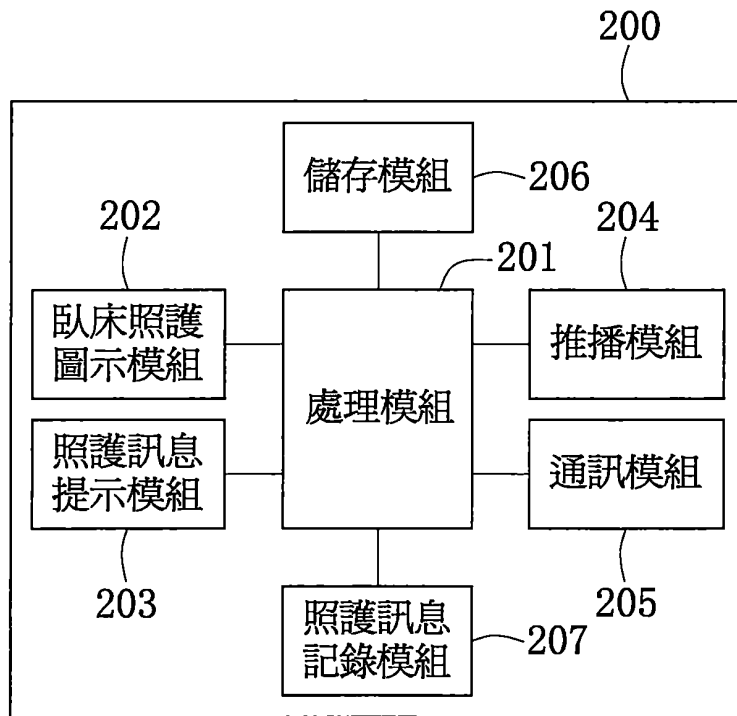 200
儲存模組
206
202
204
201
臥床照護
圖示模組
處理模組
推播模組
照護訊息
提示模組
通訊模組
203
205
照護訊息
記錄模組
207